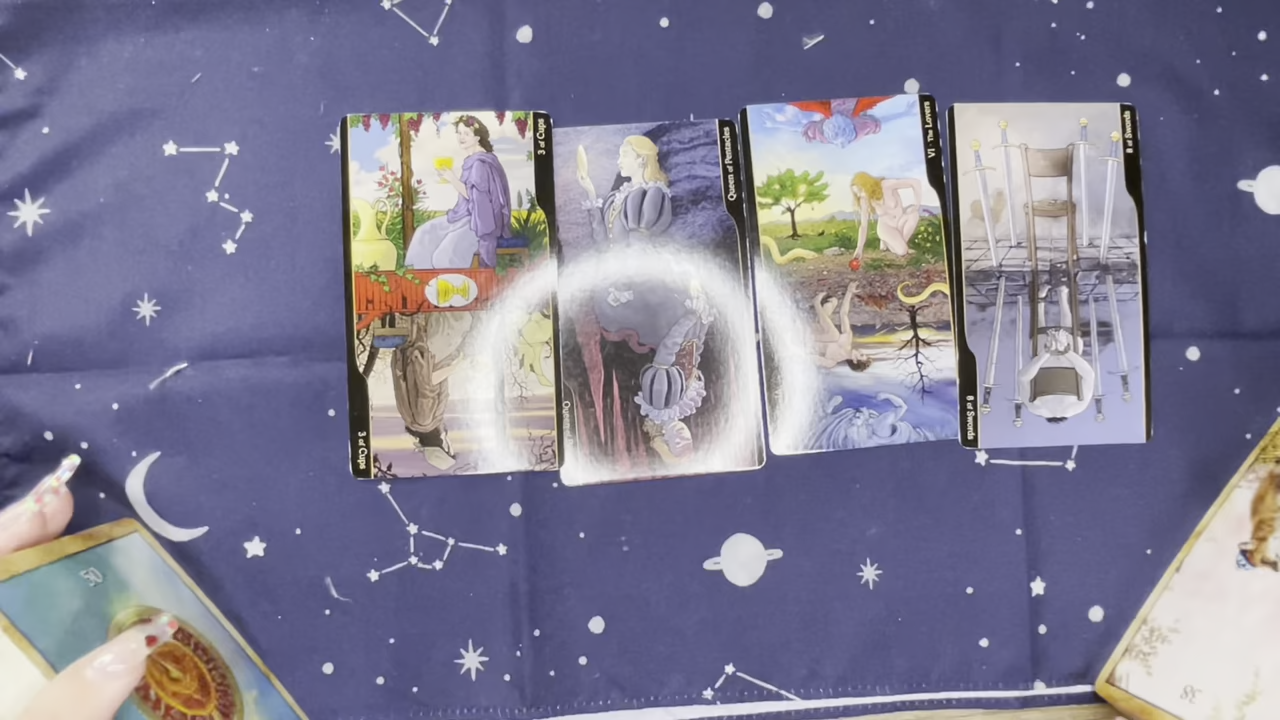 3 of Cups
3 of Cups
Queen of Pentacles
VI - The Lovers
8 of Swords
8 of Swords